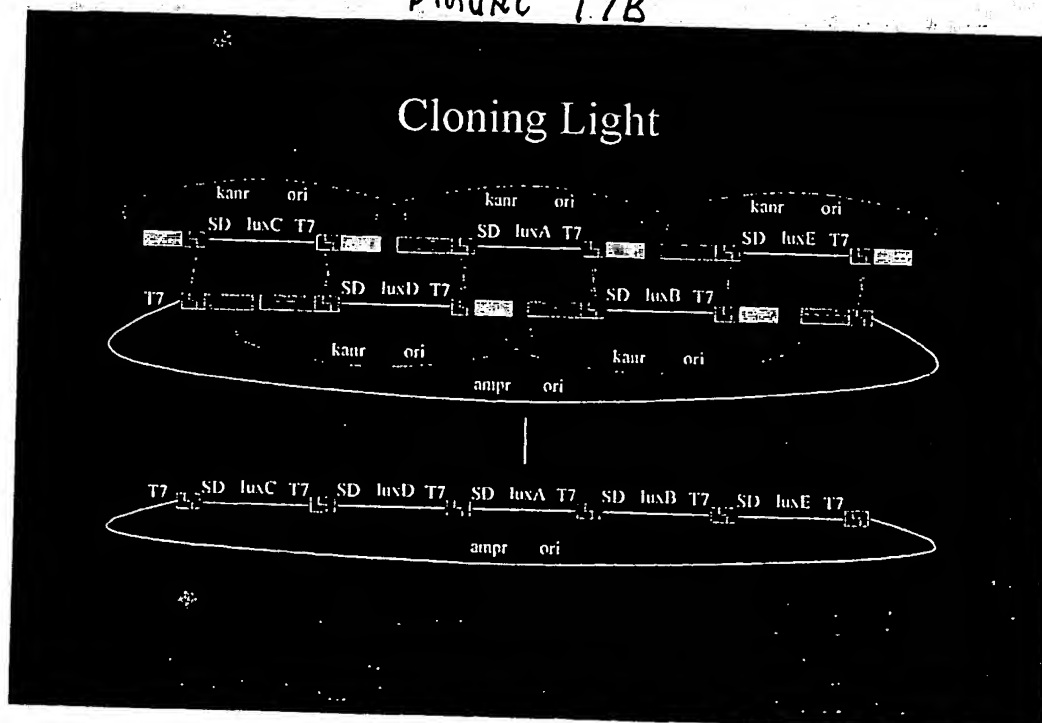 Cloning Light
kanr ori kanr ori kanr ori
SD luxC T7 SD luxA T7 SD luxE T7
T7 SD luxD T7 SD luxB T7
kanr ori kanr ori
ampr ori
T7 SD luxC T7 SD luxD T7 SD luxA T7 SD luxB T7 SD luxE T7
ampr ori